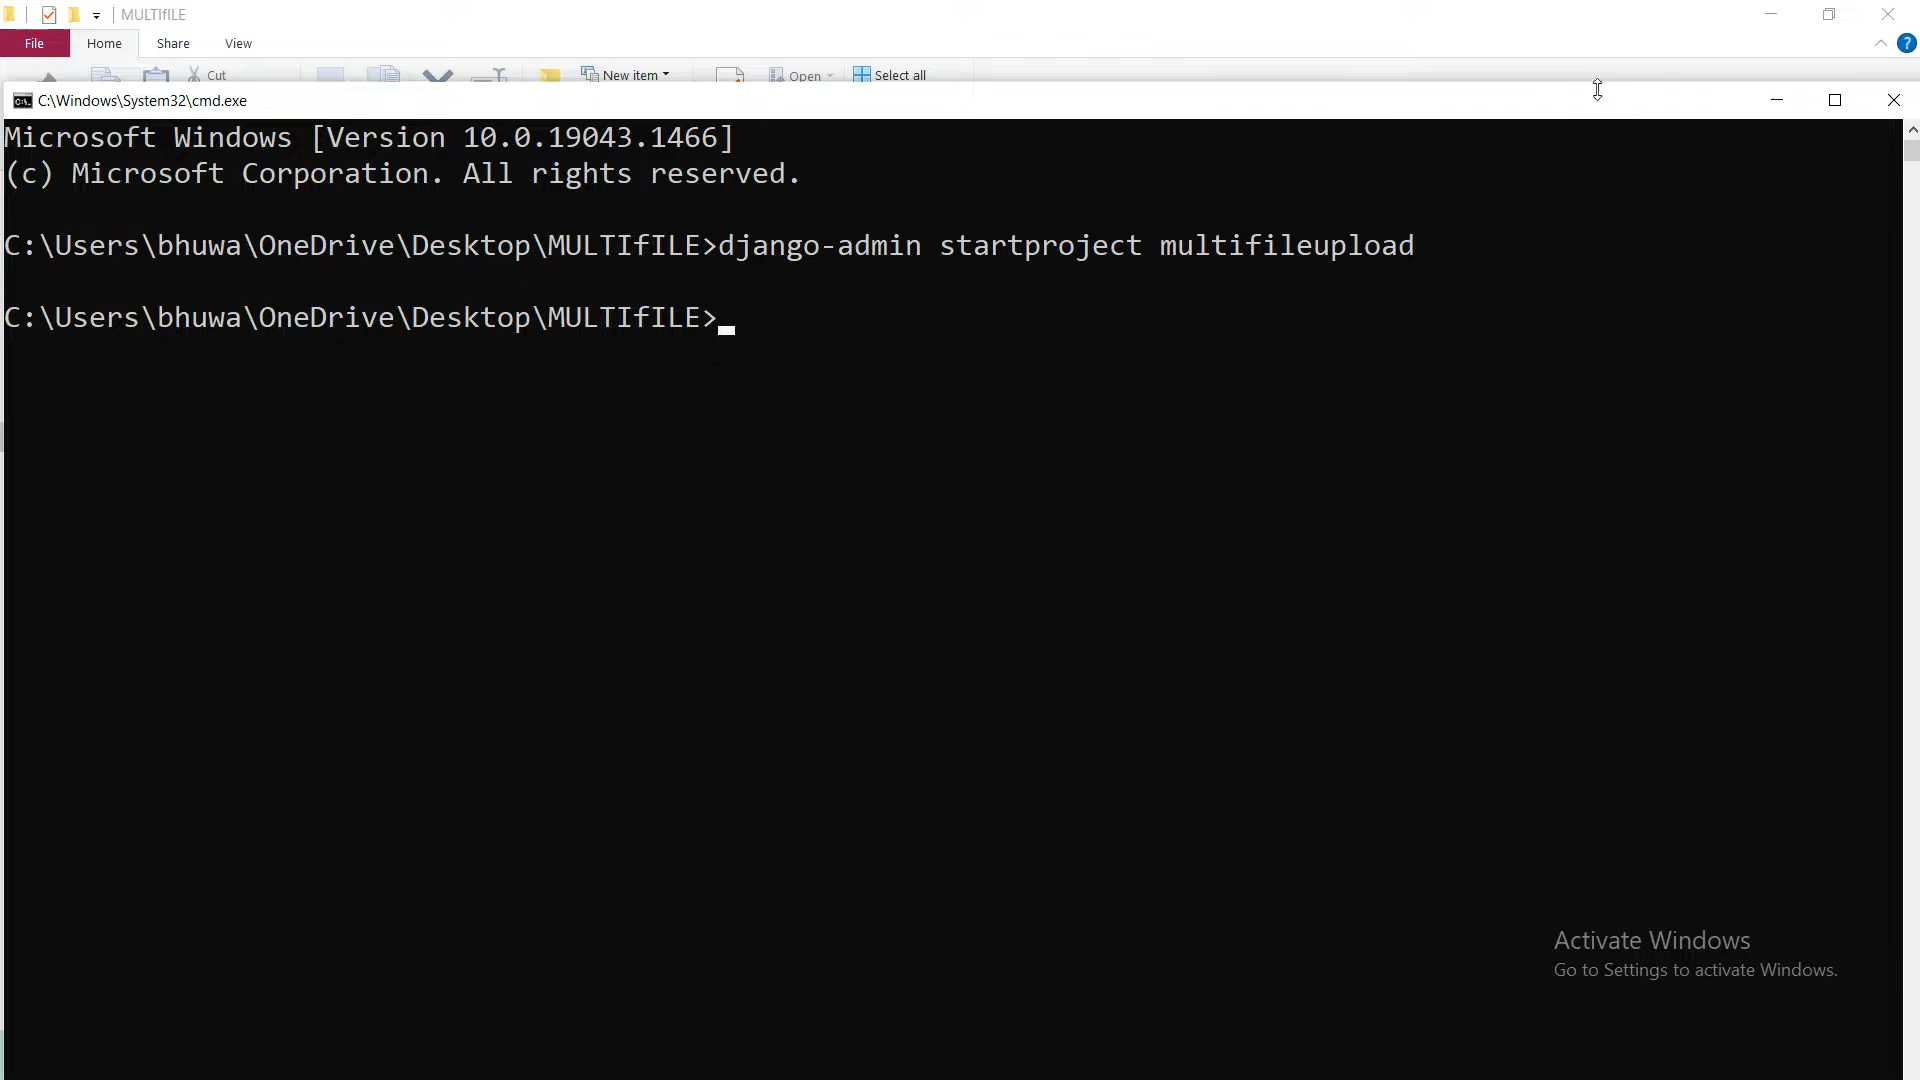 MULTIfILE
File Home Share View
Cut New item Open Select all
C:\Windows\System32\cmd.exe
Microsoft Windows [Version 10.0.19043.1466]
(c) Microsoft Corporation. All rights reserved.
C:\Users\bhuwa\OneDrive\Desktop\MULTIfILE>django-admin startproject multifileupload
C:\Users\bhuwa\OneDrive\Desktop\MULTIfILE>
Activate Windows
Go to Settings to activate Windows.